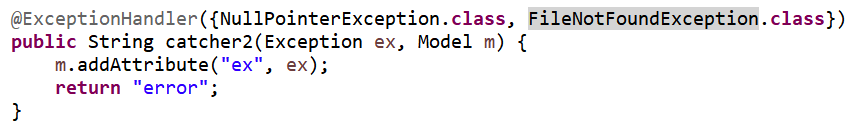 @ExceptionHandler({NullPointerException.class, FileNotFoundException.class})
public String catcher2(Exception ex, Model m) {
    m.addAttribute("ex", ex);
    return "error";
}